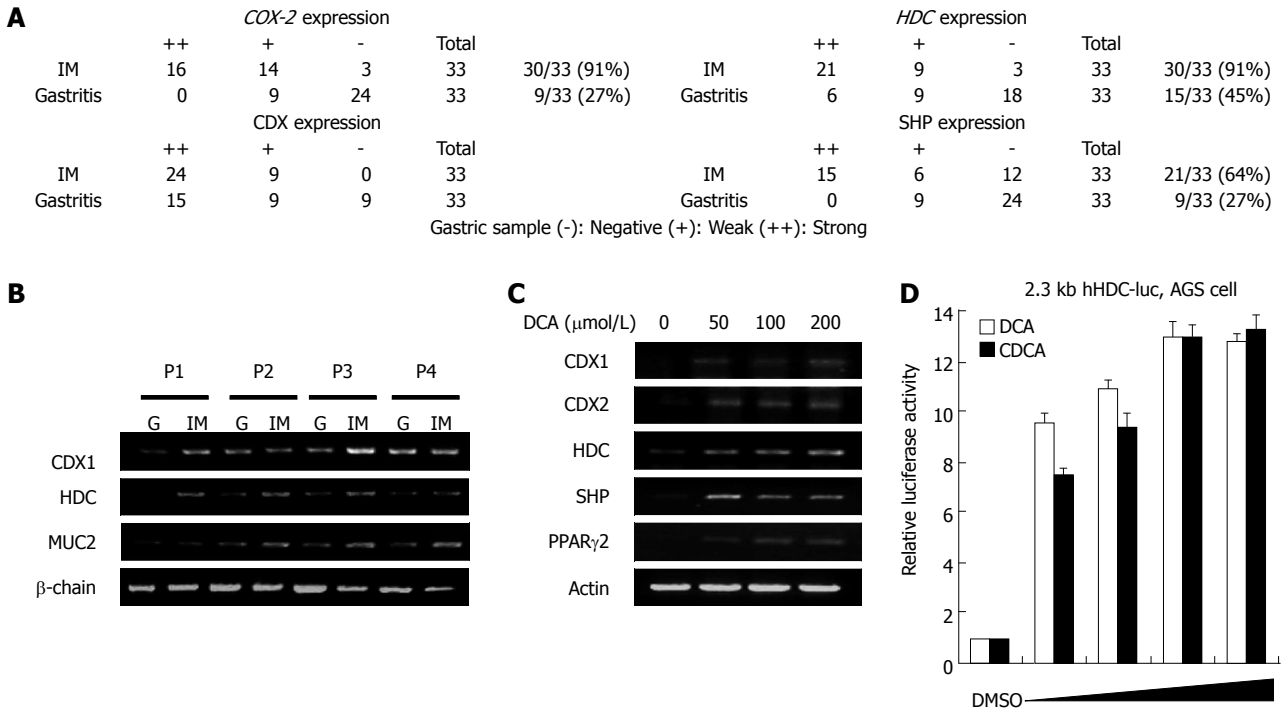 A
COX-2 expression
++ + - Total
IM 16 14 3 33 30/33 (91%)
Gastritis 0 9 24 33 9/33 (27%)
HDC expression
++ + - Total
IM 21 9 3 33 30/33 (91%)
Gastritis 6 9 18 33 15/33 (45%)
CDX expression
++ + - Total
IM 24 9 0 33
Gastritis 15 9 9 33
SHP expression
++ + - Total
IM 15 6 12 33 21/33 (64%)
Gastritis 0 9 24 33 9/33 (27%)
Gastric sample (-): Negative (+): Weak (++): Strong
B
P1 P2 P3 P4
G IM G IM G IM G IM
CDX1
HDC
MUC2
β-chain
C
DCA (μmol/L) 0 50 100 200
CDX1
CDX2
HDC
SHP
PPARγ2
Actin
D
2.3 kb hHDC-luc, AGS cell
DCA
CDCA
Relative luciferase activity
14
12
10
8
6
4
2
0
DMSO